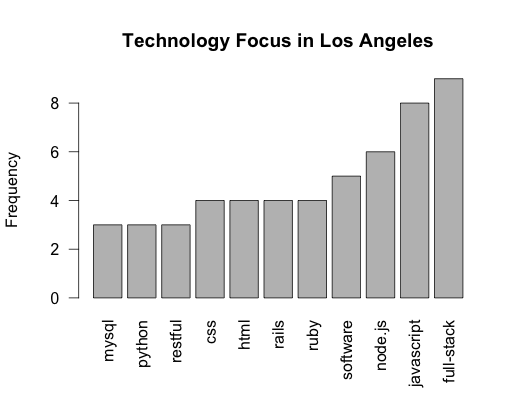 Technology Focus in Los Angeles
Frequency
8
6
4
2
0
mysql
python
restful
css
html
rails
ruby
software
node.js
javascript
full-stack